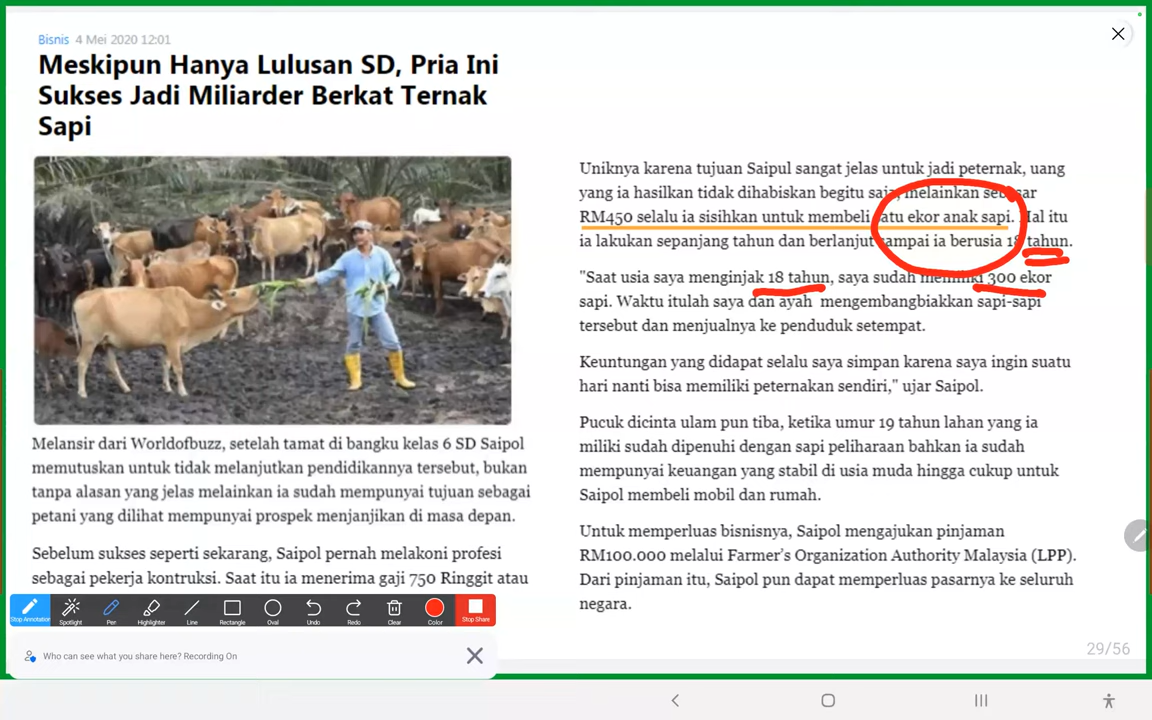 Bisnis 4 Mei 2020 12:01
Meskipun Hanya Lulusan SD, Pria Ini
Sukses Jadi Miliarder Berkat Ternak
Sapi
Melansir dari Worldofbuzz, setelah tamat di bangku kelas 6 SD Saipol
memutuskan untuk tidak melanjutkan pendidikannya tersebut, bukan
tanpa alasan yang jelas melainkan ia sudah mempunyai tujuan sebagai
petani yang dilihat mempunyai prospek menjanjikan di masa depan.
Sebelum sukses seperti sekarang, Saipol pernah melakoni profesi
sebagai pekerja kontruksi. Saat itu ia menerima gaji 750 Ringgit atau
Uniknya karena tujuan Saipul sangat jelas untuk jadi peternak, uang
yang ia hasilkan tidak dihabiskan begitu saja, melainkan sebesar
RM450 selalu ia sisihkan untuk membeli satu ekor anak sapi. Hal itu
ia lakukan sepanjang tahun dan berlanjut sampai ia berusia 18 tahun.
"Saat usia saya menginjak 18 tahun, saya sudah memiliki 300 ekor
sapi. Waktu itulah saya dan ayah mengembangbiakkan sapi-sapi
tersebut dan menjualnya ke penduduk setempat.
Keuntungan yang didapat selalu saya simpan karena saya ingin suatu
hari nanti bisa memiliki peternakan sendiri," ujar Saipol.
Pucuk dicinta ulam pun tiba, ketika umur 19 tahun lahan yang ia
miliki sudah dipenuhi dengan sapi peliharaan bahkan ia sudah
mempunyai keuangan yang stabil di usia muda hingga cukup untuk
Saipol membeli mobil dan rumah.
Untuk memperluas bisnisnya, Saipol mengajukan pinjaman
RM100.000 melalui Farmer's Organization Authority Malaysia (LPP).
Dari pinjaman itu, Saipol pun dapat memperluas pasarnya ke seluruh
negara.
Stop Annotation Spotlight Pen Highlighter Line Rectangle Oval Undo Redo Clear Color Stop Share
Who can see what you share here? Recording On
29/56